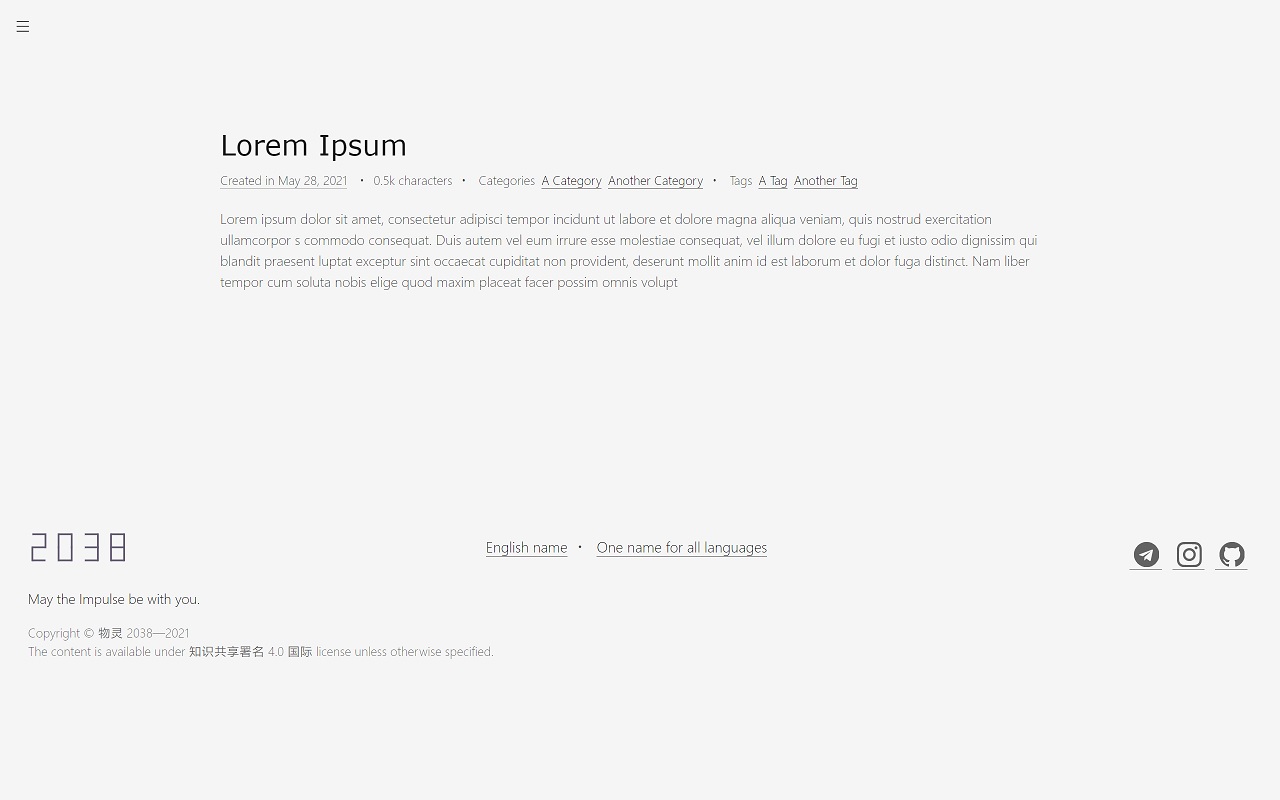 Lorem Ipsum
Created in May 28, 2021 • 0.5k characters • Categories A Category Another Category • Tags A Tag Another Tag
Lorem ipsum dolor sit amet, consectetur adipisci tempor incidunt ut labore et dolore magna aliqua veniam, quis nostrud exercitation
ullamcorpor s commodo consequat. Duis autem vel eum irrure esse molestiae consequat, vel illum dolore eu fugi et iusto odio dignissim qui
blandit praesent luptat exceptur sint occaecat cupiditat non provident, deserunt mollit anim id est laborum et dolor fuga distinct. Nam liber
tempor cum soluta nobis elige quod maxim placeat facer possim omnis volupt
2038
English name • One name for all languages
May the Impulse be with you.
Copyright © 物灵 2038—2021
The content is available under 知识共享署名 4.0 国际 license unless otherwise specified.